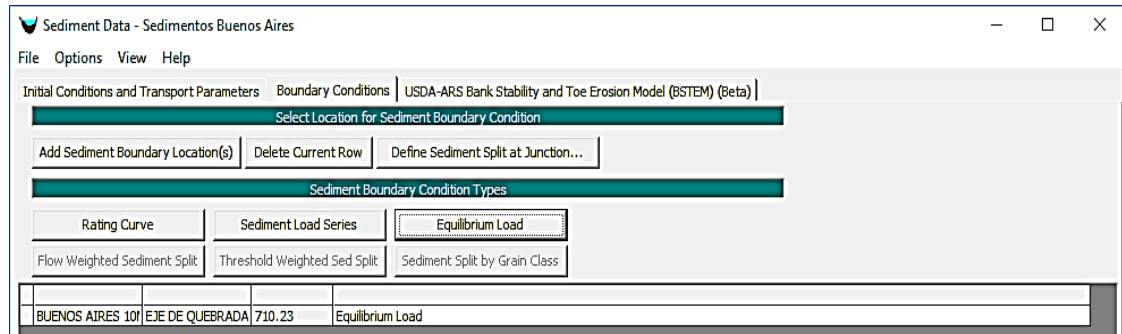 Sediment Data - Sedimentos Buenos Aires
File Options View Help
Initial Conditions and Transport Parameters Boundary Conditions USDA-ARS Bank Stability and Toe Erosion Model (BSTEM) (Beta)
Select Location for Sediment Boundary Condition
Add Sediment Boundary Location(s) Delete Current Row Define Sediment Split at Junction...
Sediment Boundary Condition Types
Rating Curve Sediment Load Series Equilibrium Load
Flow Weighted Sediment Split Threshold Weighted Sed Split Sediment Split by Grain Class
BUENOS AIRES EJE DE QUEBRADA 710.23 Equilibrium Load